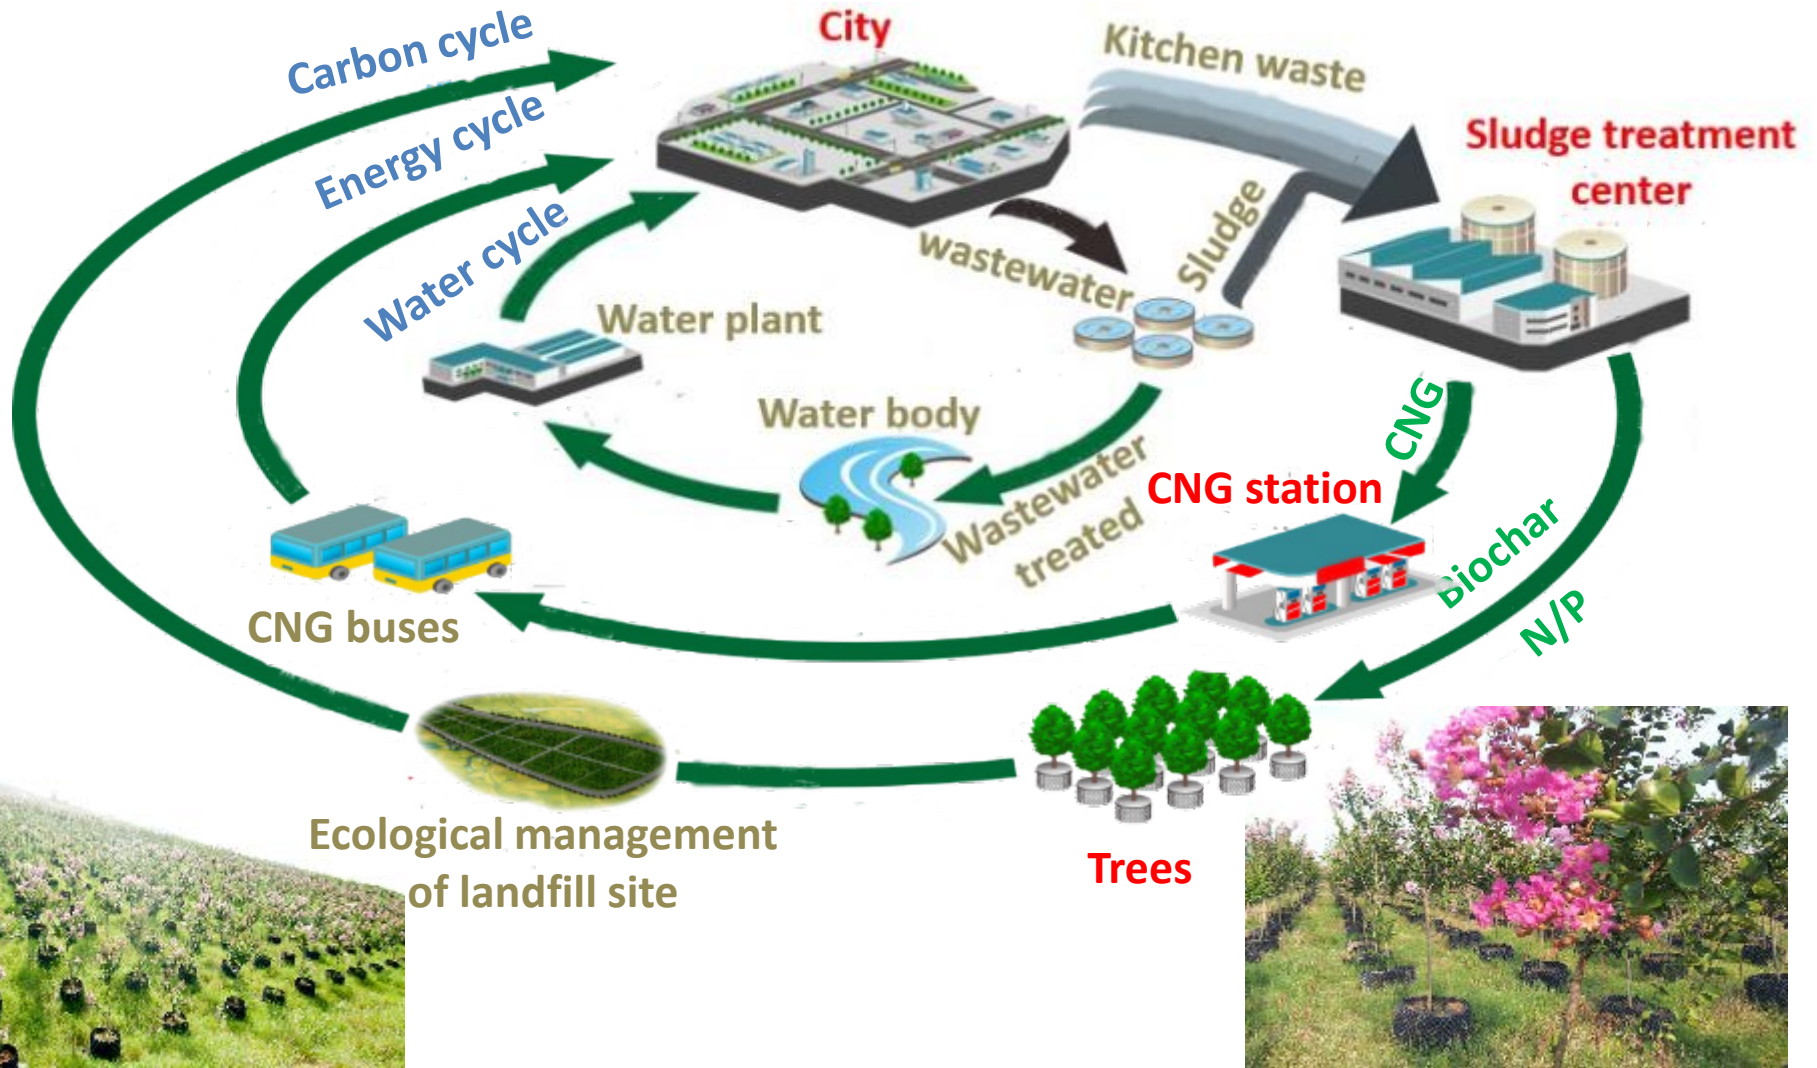 City
Carbon cycle
Kitchen waste
Energy cycle
Sludge treatment
center
Water cycle
wastewater
Sludge
Water plant
Water body
CNG
Wastewater
treated
CNG station
Biochar
N/P
CNG buses
Ecological management
of landfill site
Trees